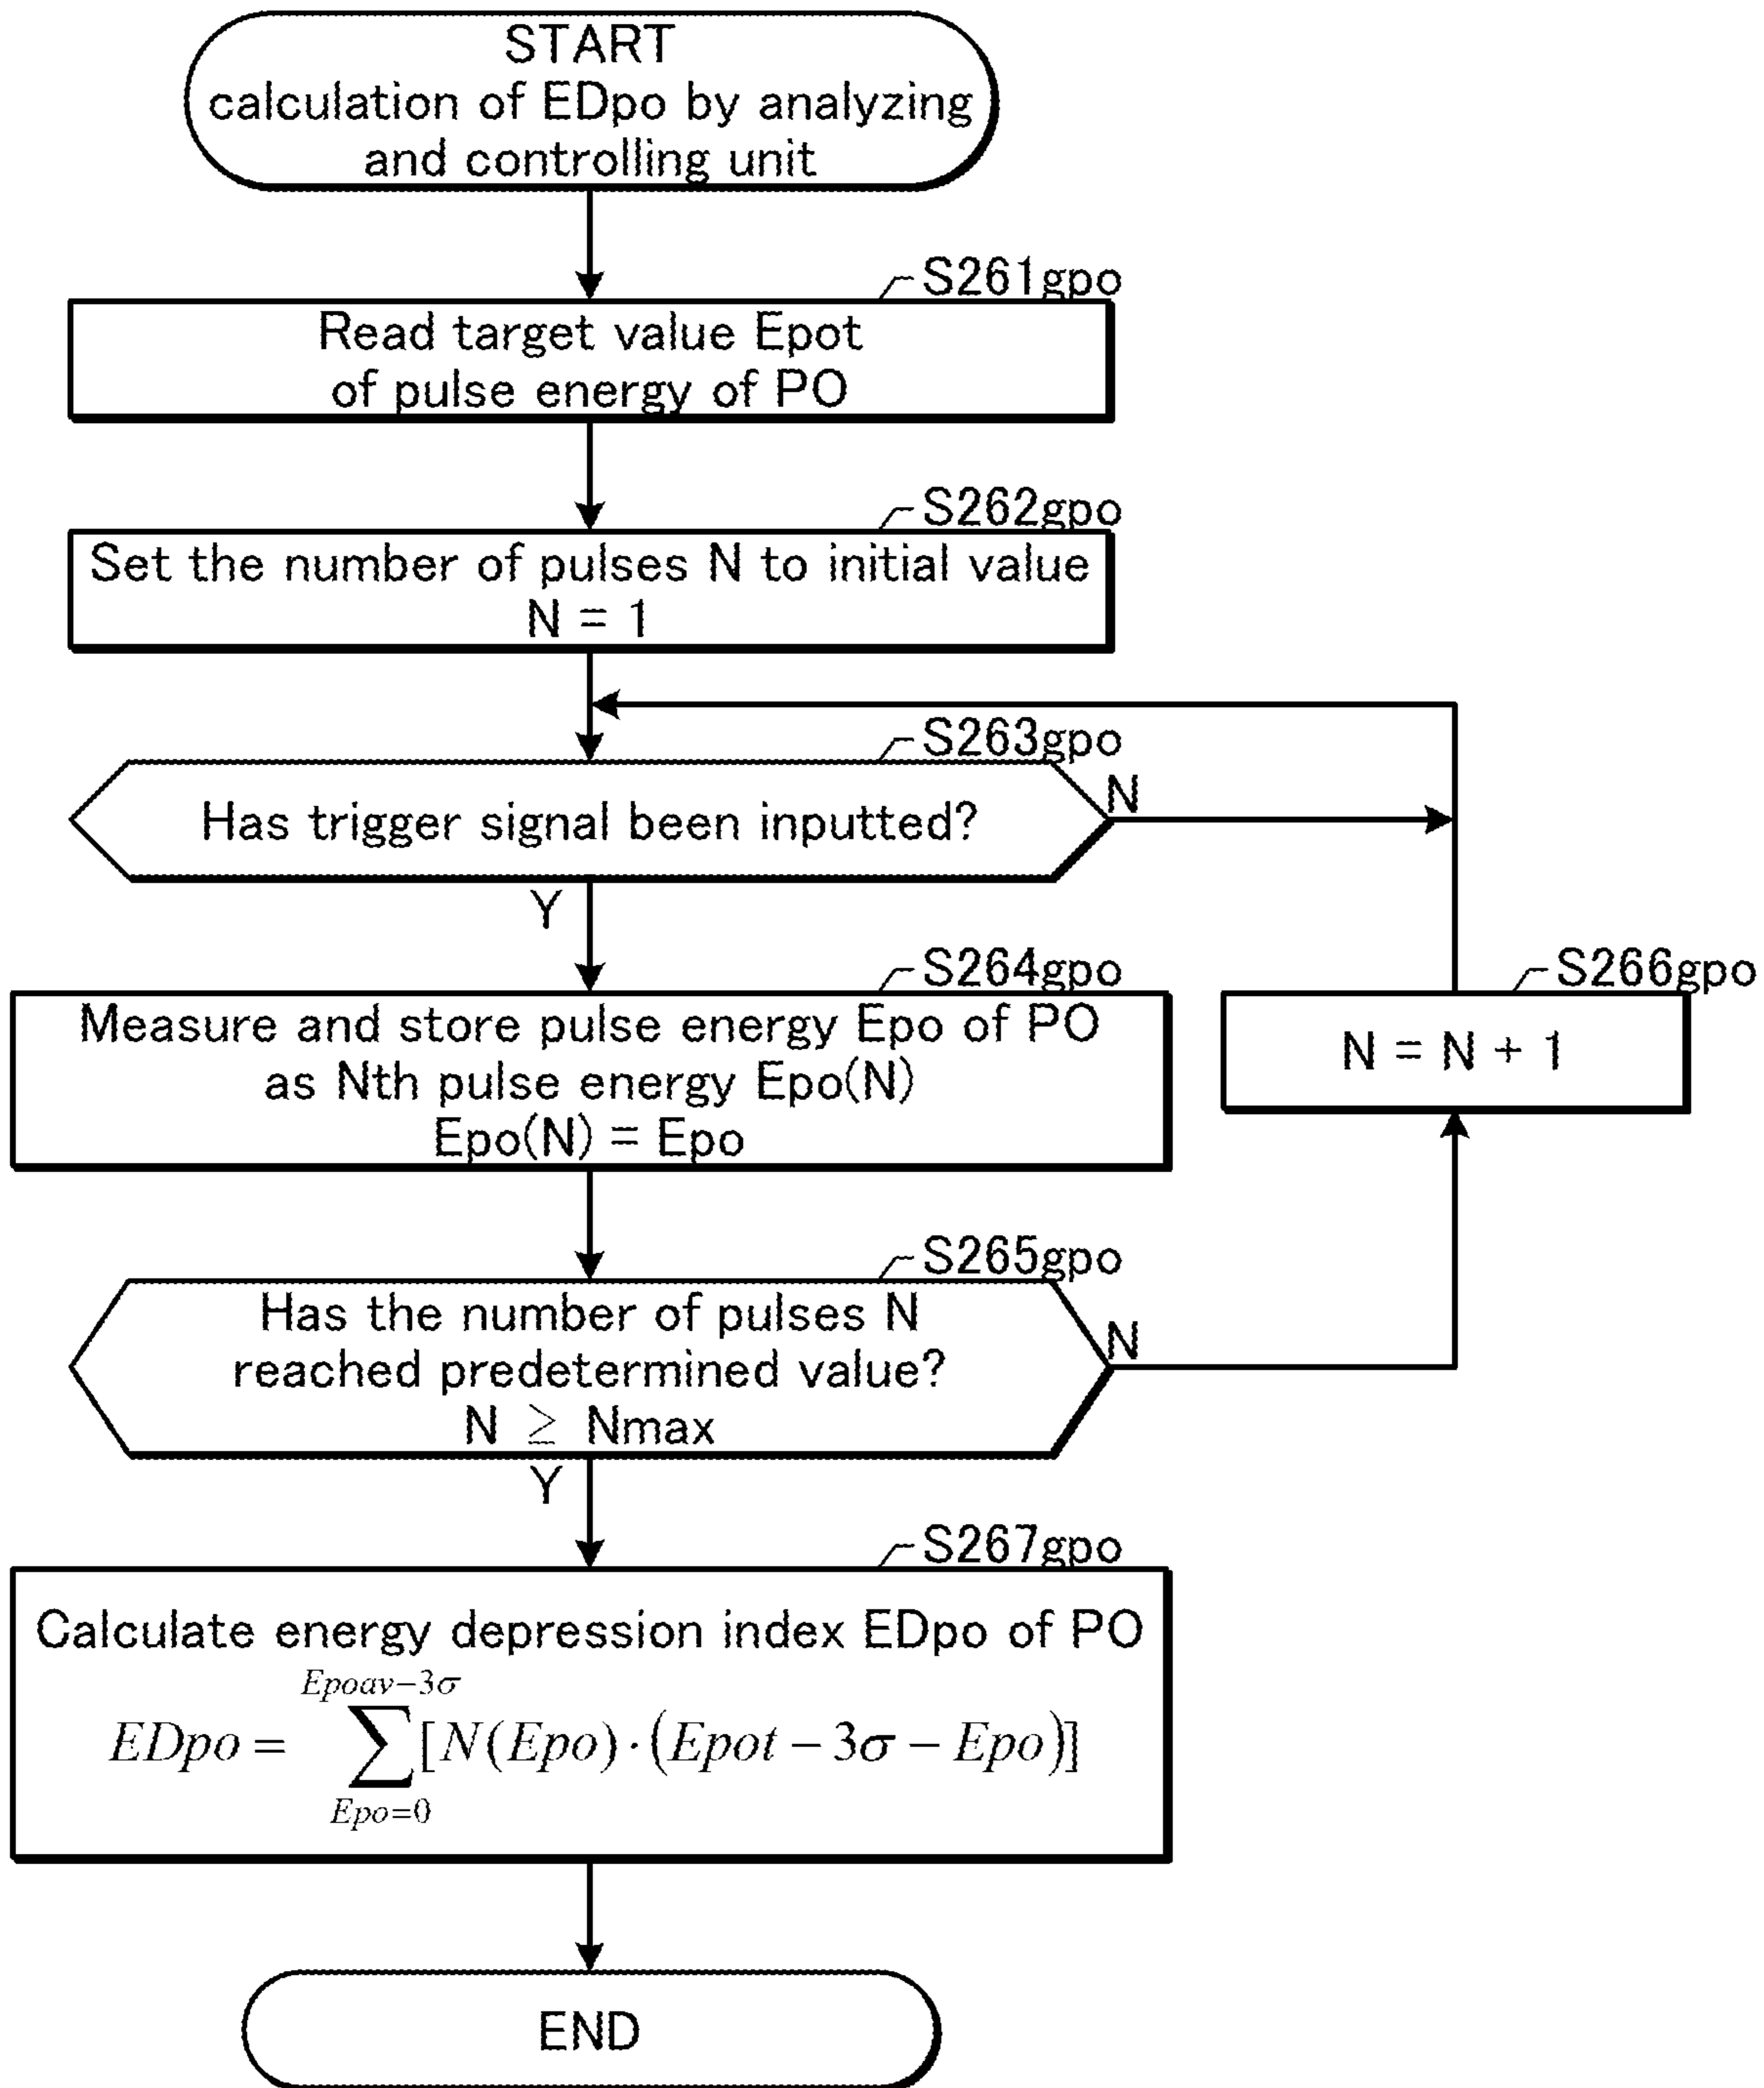 START
calculation of EDpo by analyzing
and controlling unit
S261gpo
Read target value Epot
of pulse energy of PO
S262gpo
Set the number of pulses N to initial value
N = 1
S263gpo
Has trigger signal been inputted?
N
Y
S264gpo
Measure and store pulse energy Epo of PO
as Nth pulse energy Epo(N)
Epo(N) = Epo
S266gpo
N = N + 1
S265gpo
Has the number of pulses N
reached predetermined value?
N ≥ Nmax
N
Y
S267gpo
Calculate energy depression index EDpo of PO
Epoav−3σ
EDpo = ∑[N(Epo)·(Epot − 3σ − Epo)]
Epo=0
END